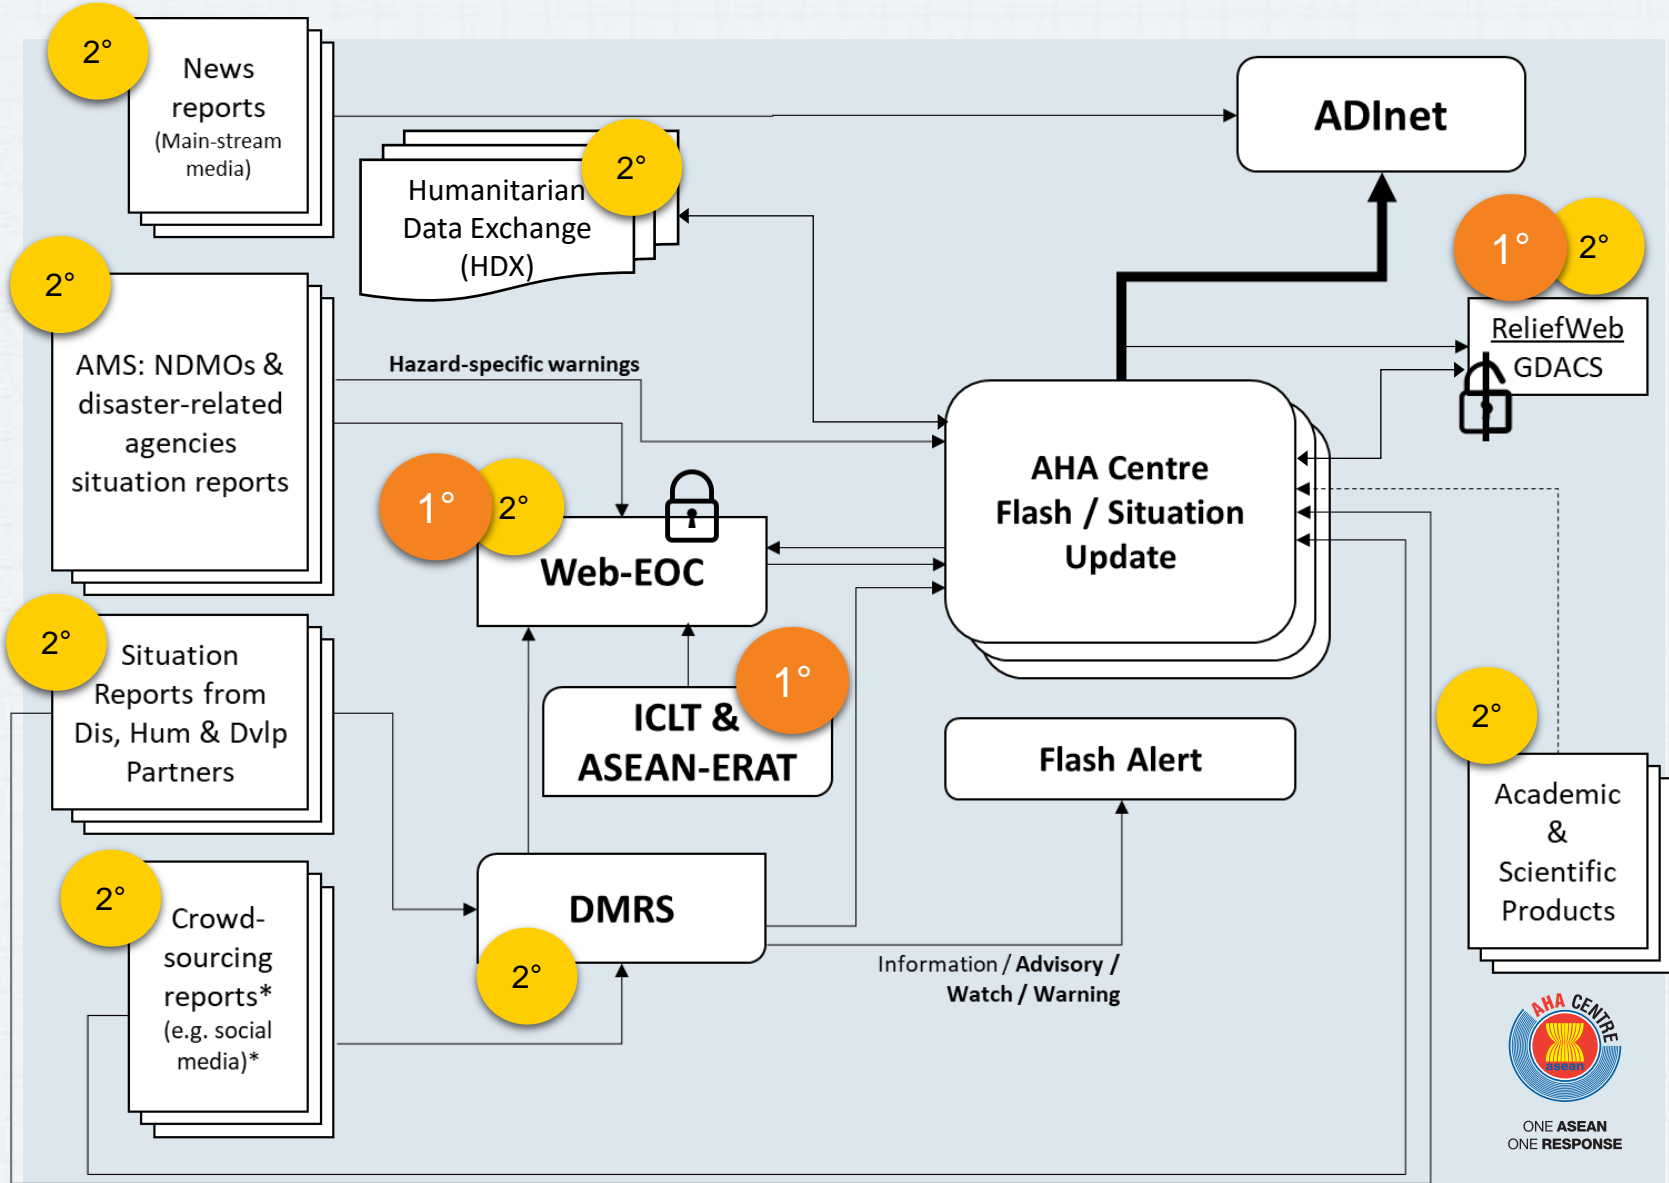 2°
News
reports
(Main-stream
media)
ADInet
2°
Humanitarian
Data Exchange
(HDX)
1°
2°
ReliefWeb
GDACS
2°
AMS: NDMOs &
disaster-related
agencies
situation reports
Hazard-specific warnings
1°
2°
Web-EOC
AHA Centre
Flash / Situation
Update
2°
Situation
Reports from
Dis, Hum & Dvlp
Partners
1°
ICLT &
ASEAN-ERAT
Flash Alert
2°
Academic
&
Scientific
Products
2°
Crowd-
sourcing
reports*
(e.g. social
media)*
DMRS
2°
Information / Advisory /
Watch / Warning
AHA CENTRE
asean
ONE ASEAN
ONE RESPONSE